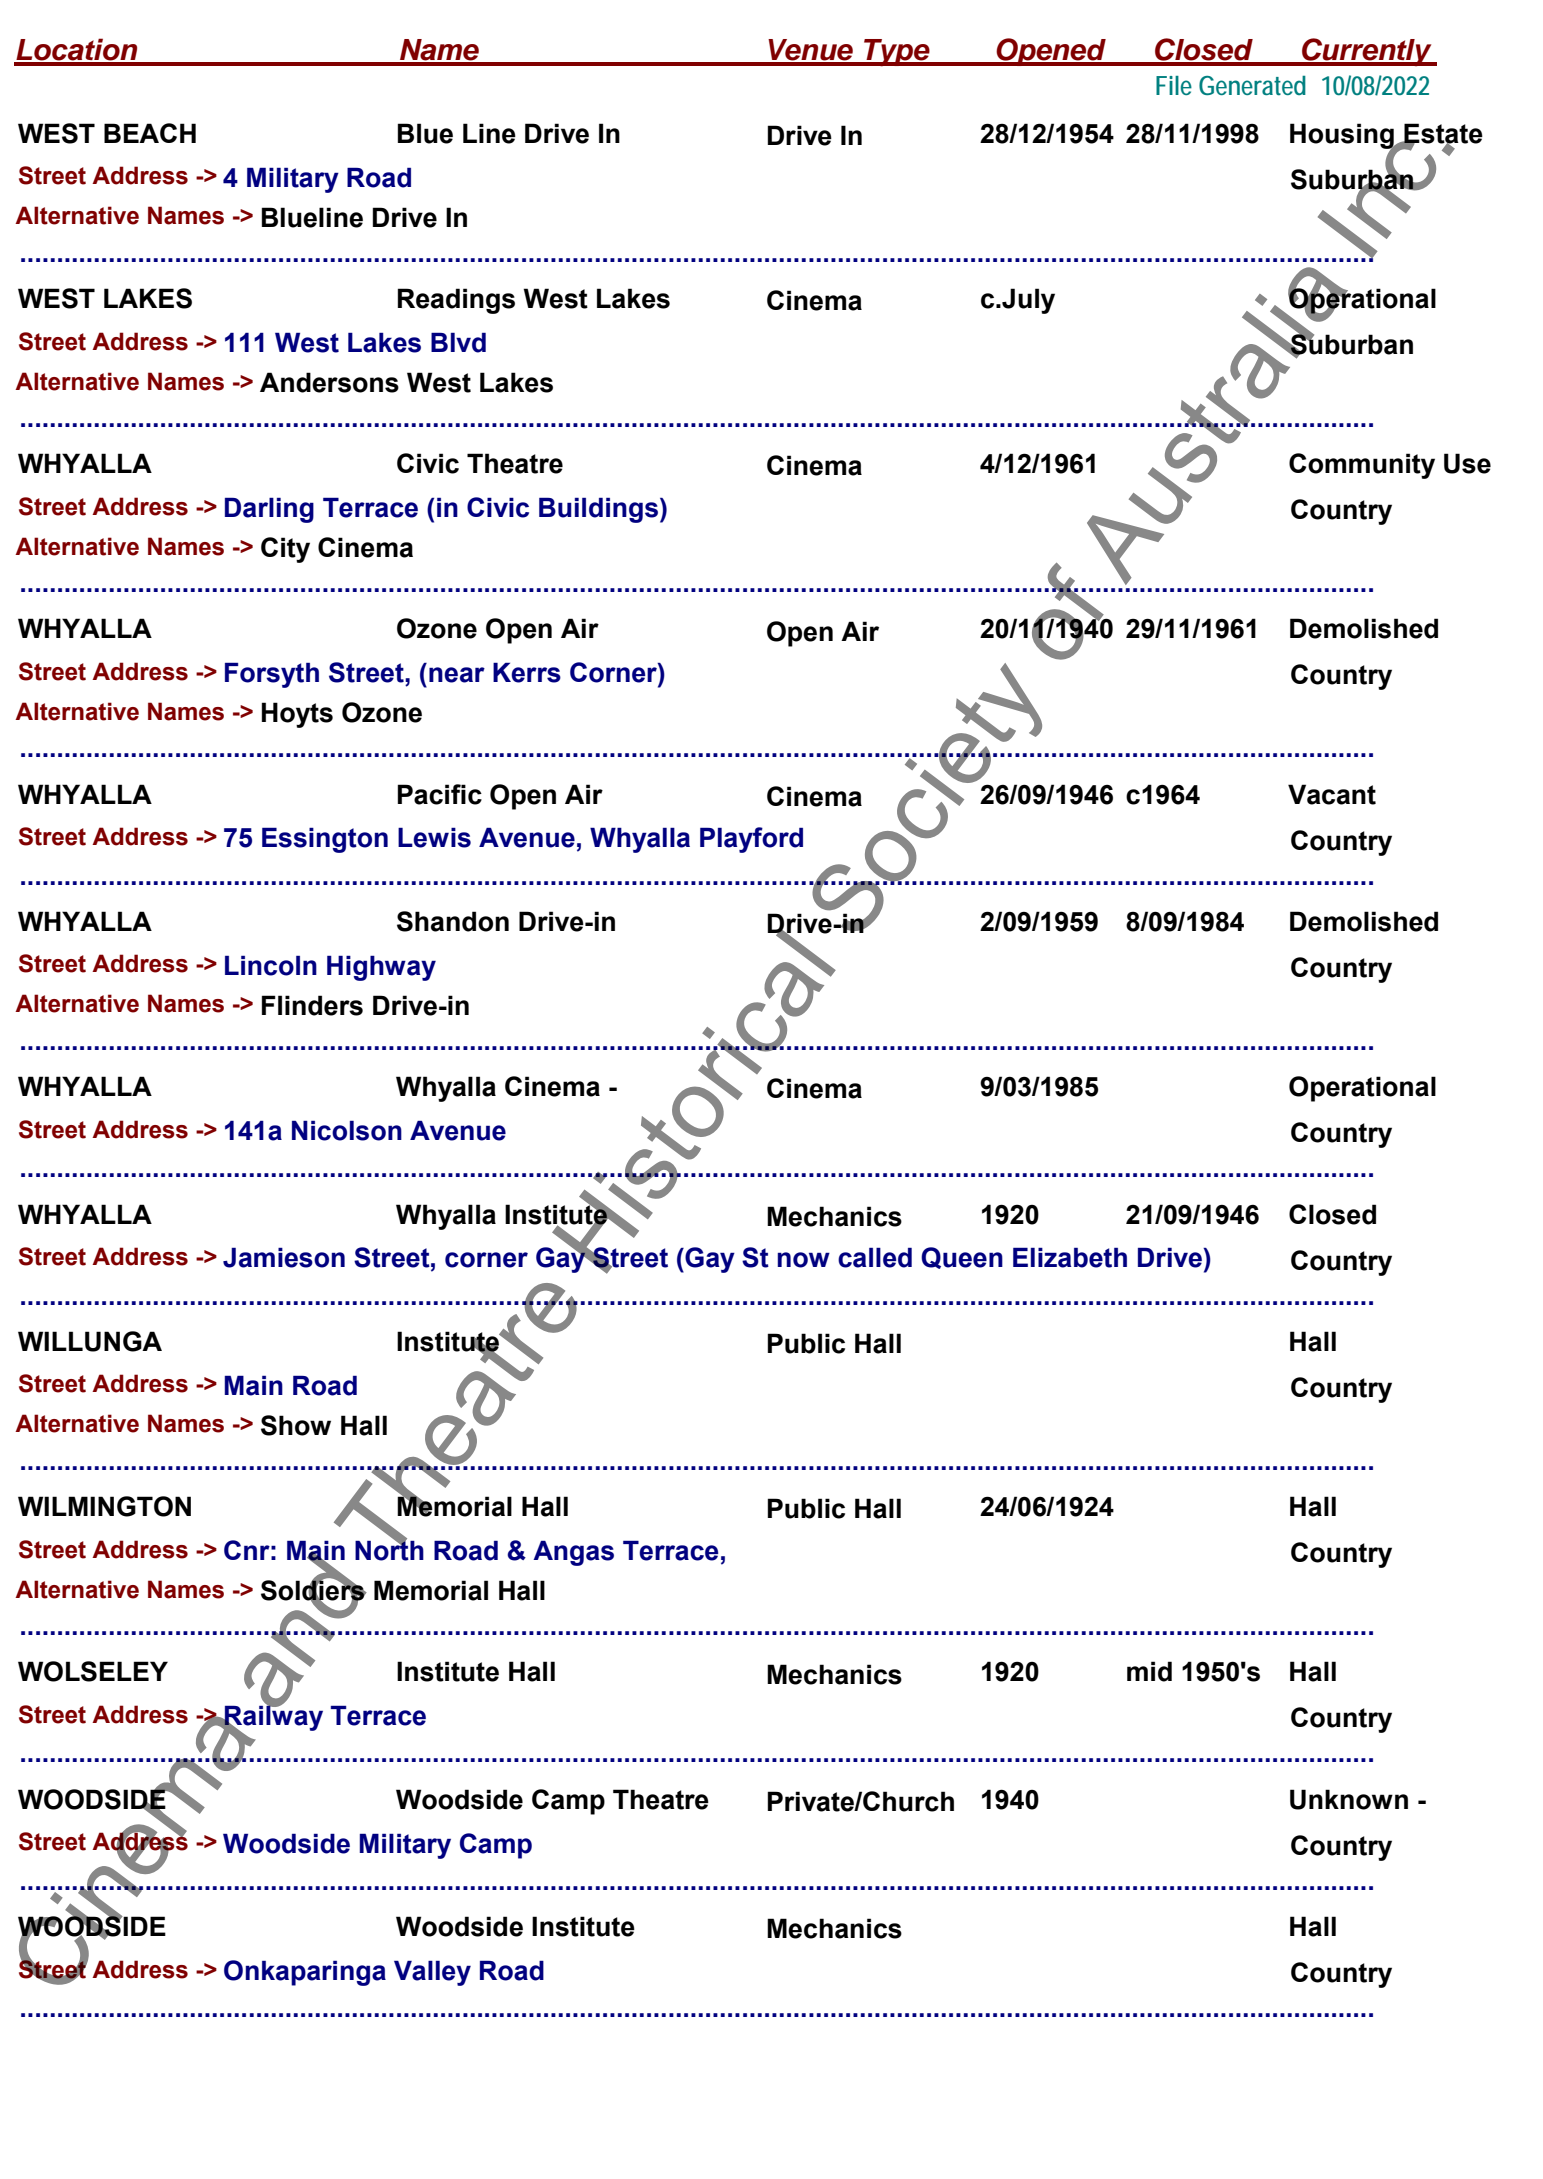 Location Name Venue Type Opened Closed Currently
File Generated 10/08/2022
WEST BEACH Blue Line Drive In Drive In 28/12/1954 28/11/1998 Housing Estate
Street Address -> 4 Military Road Suburban
Alternative Names -> Blueline Drive In
WEST LAKES Readings West Lakes Cinema c.July Operational
Street Address -> 111 West Lakes Blvd Suburban
Alternative Names -> Andersons West Lakes
WHYALLA Civic Theatre Cinema 4/12/1961 Community Use
Street Address -> Darling Terrace (in Civic Buildings) Country
Alternative Names -> City Cinema
WHYALLA Ozone Open Air Open Air 20/11/1940 29/11/1961 Demolished
Street Address -> Forsyth Street, (near Kerrs Corner) Country
Alternative Names -> Hoyts Ozone
WHYALLA Pacific Open Air Cinema 26/09/1946 c1964 Vacant
Street Address -> 75 Essington Lewis Avenue, Whyalla Playford Country
WHYALLA Shandon Drive-in Drive-in 2/09/1959 8/09/1984 Demolished
Street Address -> Lincoln Highway Country
Alternative Names -> Flinders Drive-in
WHYALLA Whyalla Cinema - Cinema 9/03/1985 Operational
Street Address -> 141a Nicolson Avenue Country
WHYALLA Whyalla Institute Mechanics 1920 21/09/1946 Closed
Street Address -> Jamieson Street, corner Gay Street (Gay St now called Queen Elizabeth Drive) Country
WILLUNGA Institute Public Hall Hall
Street Address -> Main Road Country
Alternative Names -> Show Hall
WILMINGTON Memorial Hall Public Hall 24/06/1924 Hall
Street Address -> Cnr: Main North Road & Angas Terrace, Country
Alternative Names -> Soldiers Memorial Hall
WOLSELEY Institute Hall Mechanics 1920 mid 1950's Hall
Street Address -> Railway Terrace Country
WOODSIDE Woodside Camp Theatre Private/Church 1940 Unknown -
Street Address -> Woodside Military Camp Country
WOODSIDE Woodside Institute Mechanics Hall
Street Address -> Onkaparinga Valley Road Country
Cinema and Theatre Historical Society of Australia Inc.